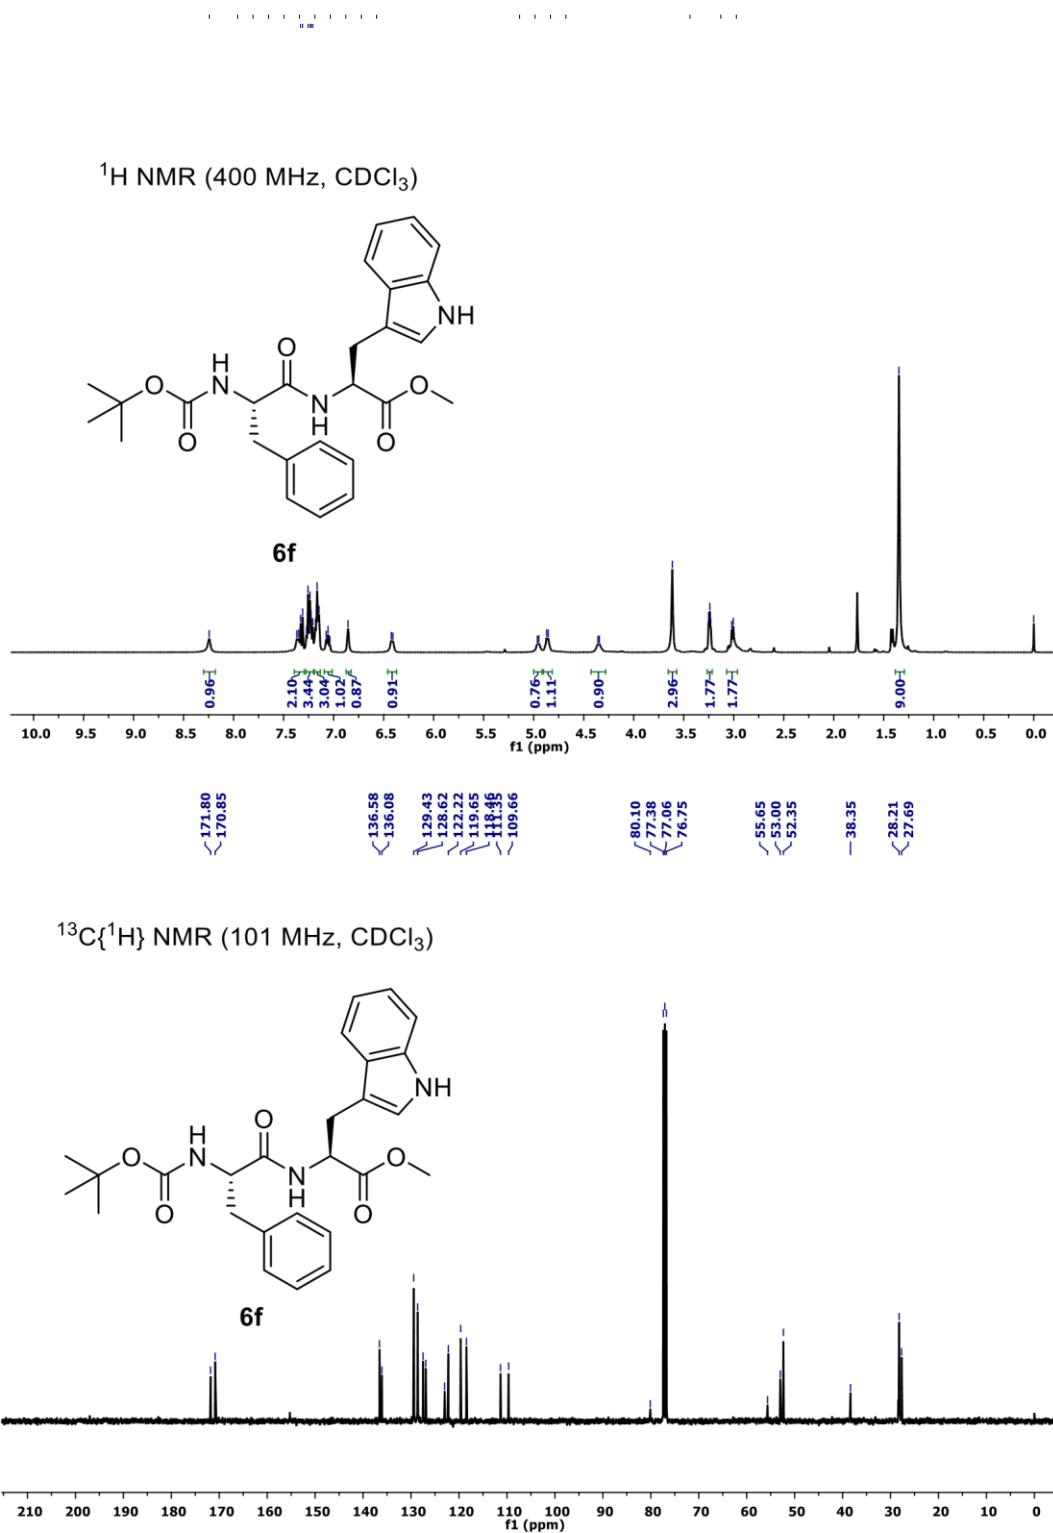 ¹H NMR (400 MHz, CDCl₃)
NH
O
H
O N
O
N
H
O
O
6f
0.96
2.10
3.44
3.04
1.02
0.87
0.91
0.76
1.11
0.90
2.96
1.77
1.77
9.00
10.0 9.5 9.0 8.5 8.0 7.5 7.0 6.5 6.0 5.5 5.0 4.5 4.0 3.5 3.0 2.5 2.0 1.5 1.0 0.5 0.0
f1 (ppm)
171.80
170.85
136.58
136.08
129.43
128.62
122.22
119.65
118.46
111.35
109.66
80.10
77.38
77.06
76.75
55.65
53.00
52.35
38.35
28.21
27.69
¹³C{¹H} NMR (101 MHz, CDCl₃)
NH
O
H
O N
O
N
H
O
O
6f
210 200 190 180 170 160 150 140 130 120 110 100 90 80 70 60 50 40 30 20 10 0
f1 (ppm)